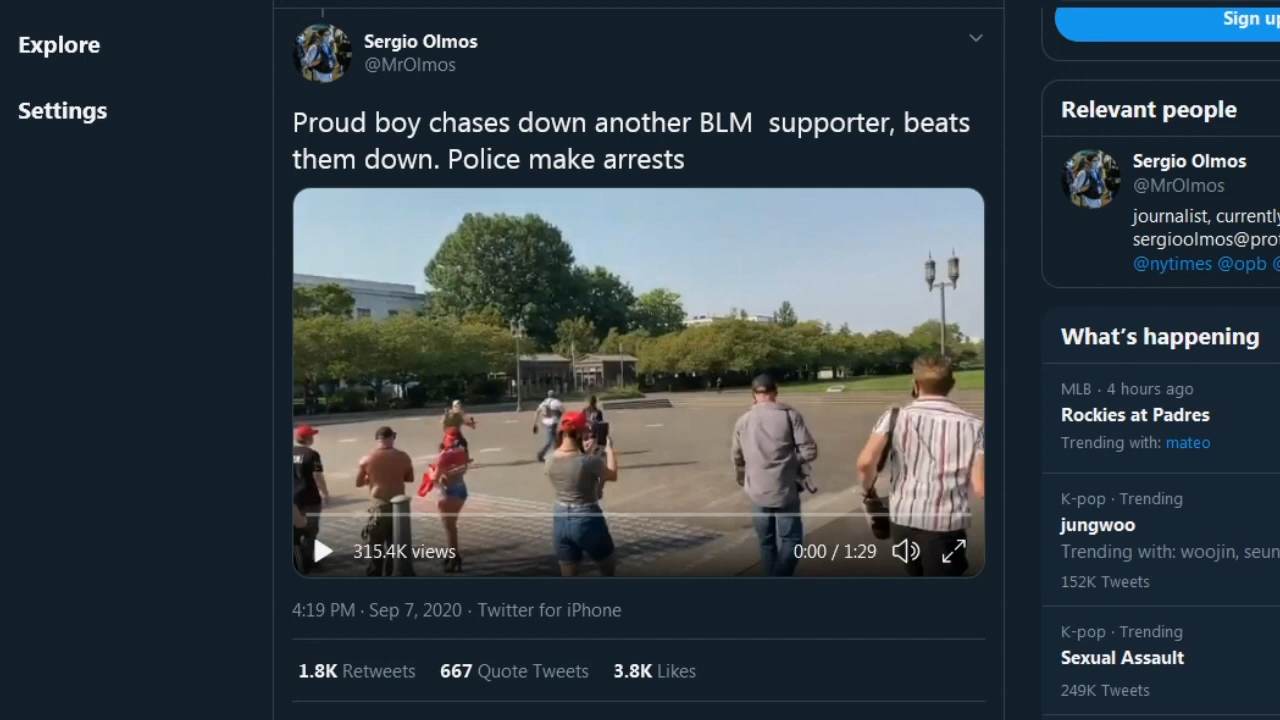 Explore
Settings
Sergio Olmos
@MrOlmos
Proud boy chases down another BLM  supporter, beats
them down. Police make arrests
315.4K views
0:00 / 1:29
4:19 PM · Sep 7, 2020 · Twitter for iPhone
1.8K Retweets 667 Quote Tweets 3.8K Likes
Sign up
Relevant people
Sergio Olmos
@MrOlmos
journalist, currently
sergioolmos@pro
@nytimes @opb @
What's happening
MLB · 4 hours ago
Rockies at Padres
Trending with: mateo
K-pop · Trending
jungwoo
Trending with: woojin, seun
152K Tweets
K-pop · Trending
Sexual Assault
249K Tweets